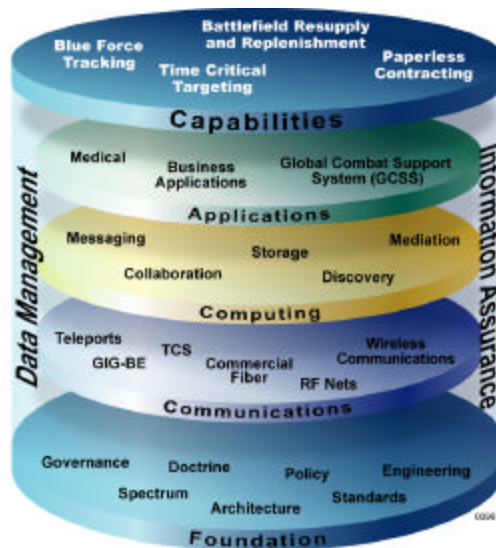 Battlefield Resupply
and Replenishment
Blue Force
Tracking
Paperless
Contracting
Time Critical
Targeting
Capabilities
Medical
Business
Applications
Global Combat Support
System (GCSS)
Applications
Messaging
Storage
Mediation
Collaboration
Discovery
Computing
Teleports
TCS
Wireless
Communications
GIG-BE
Commercial
Fiber
RF Nets
Communications
Governance
Doctrine
Policy
Engineering
Spectrum
Architecture
Standards
Foundation
Data Management
Information Assurance